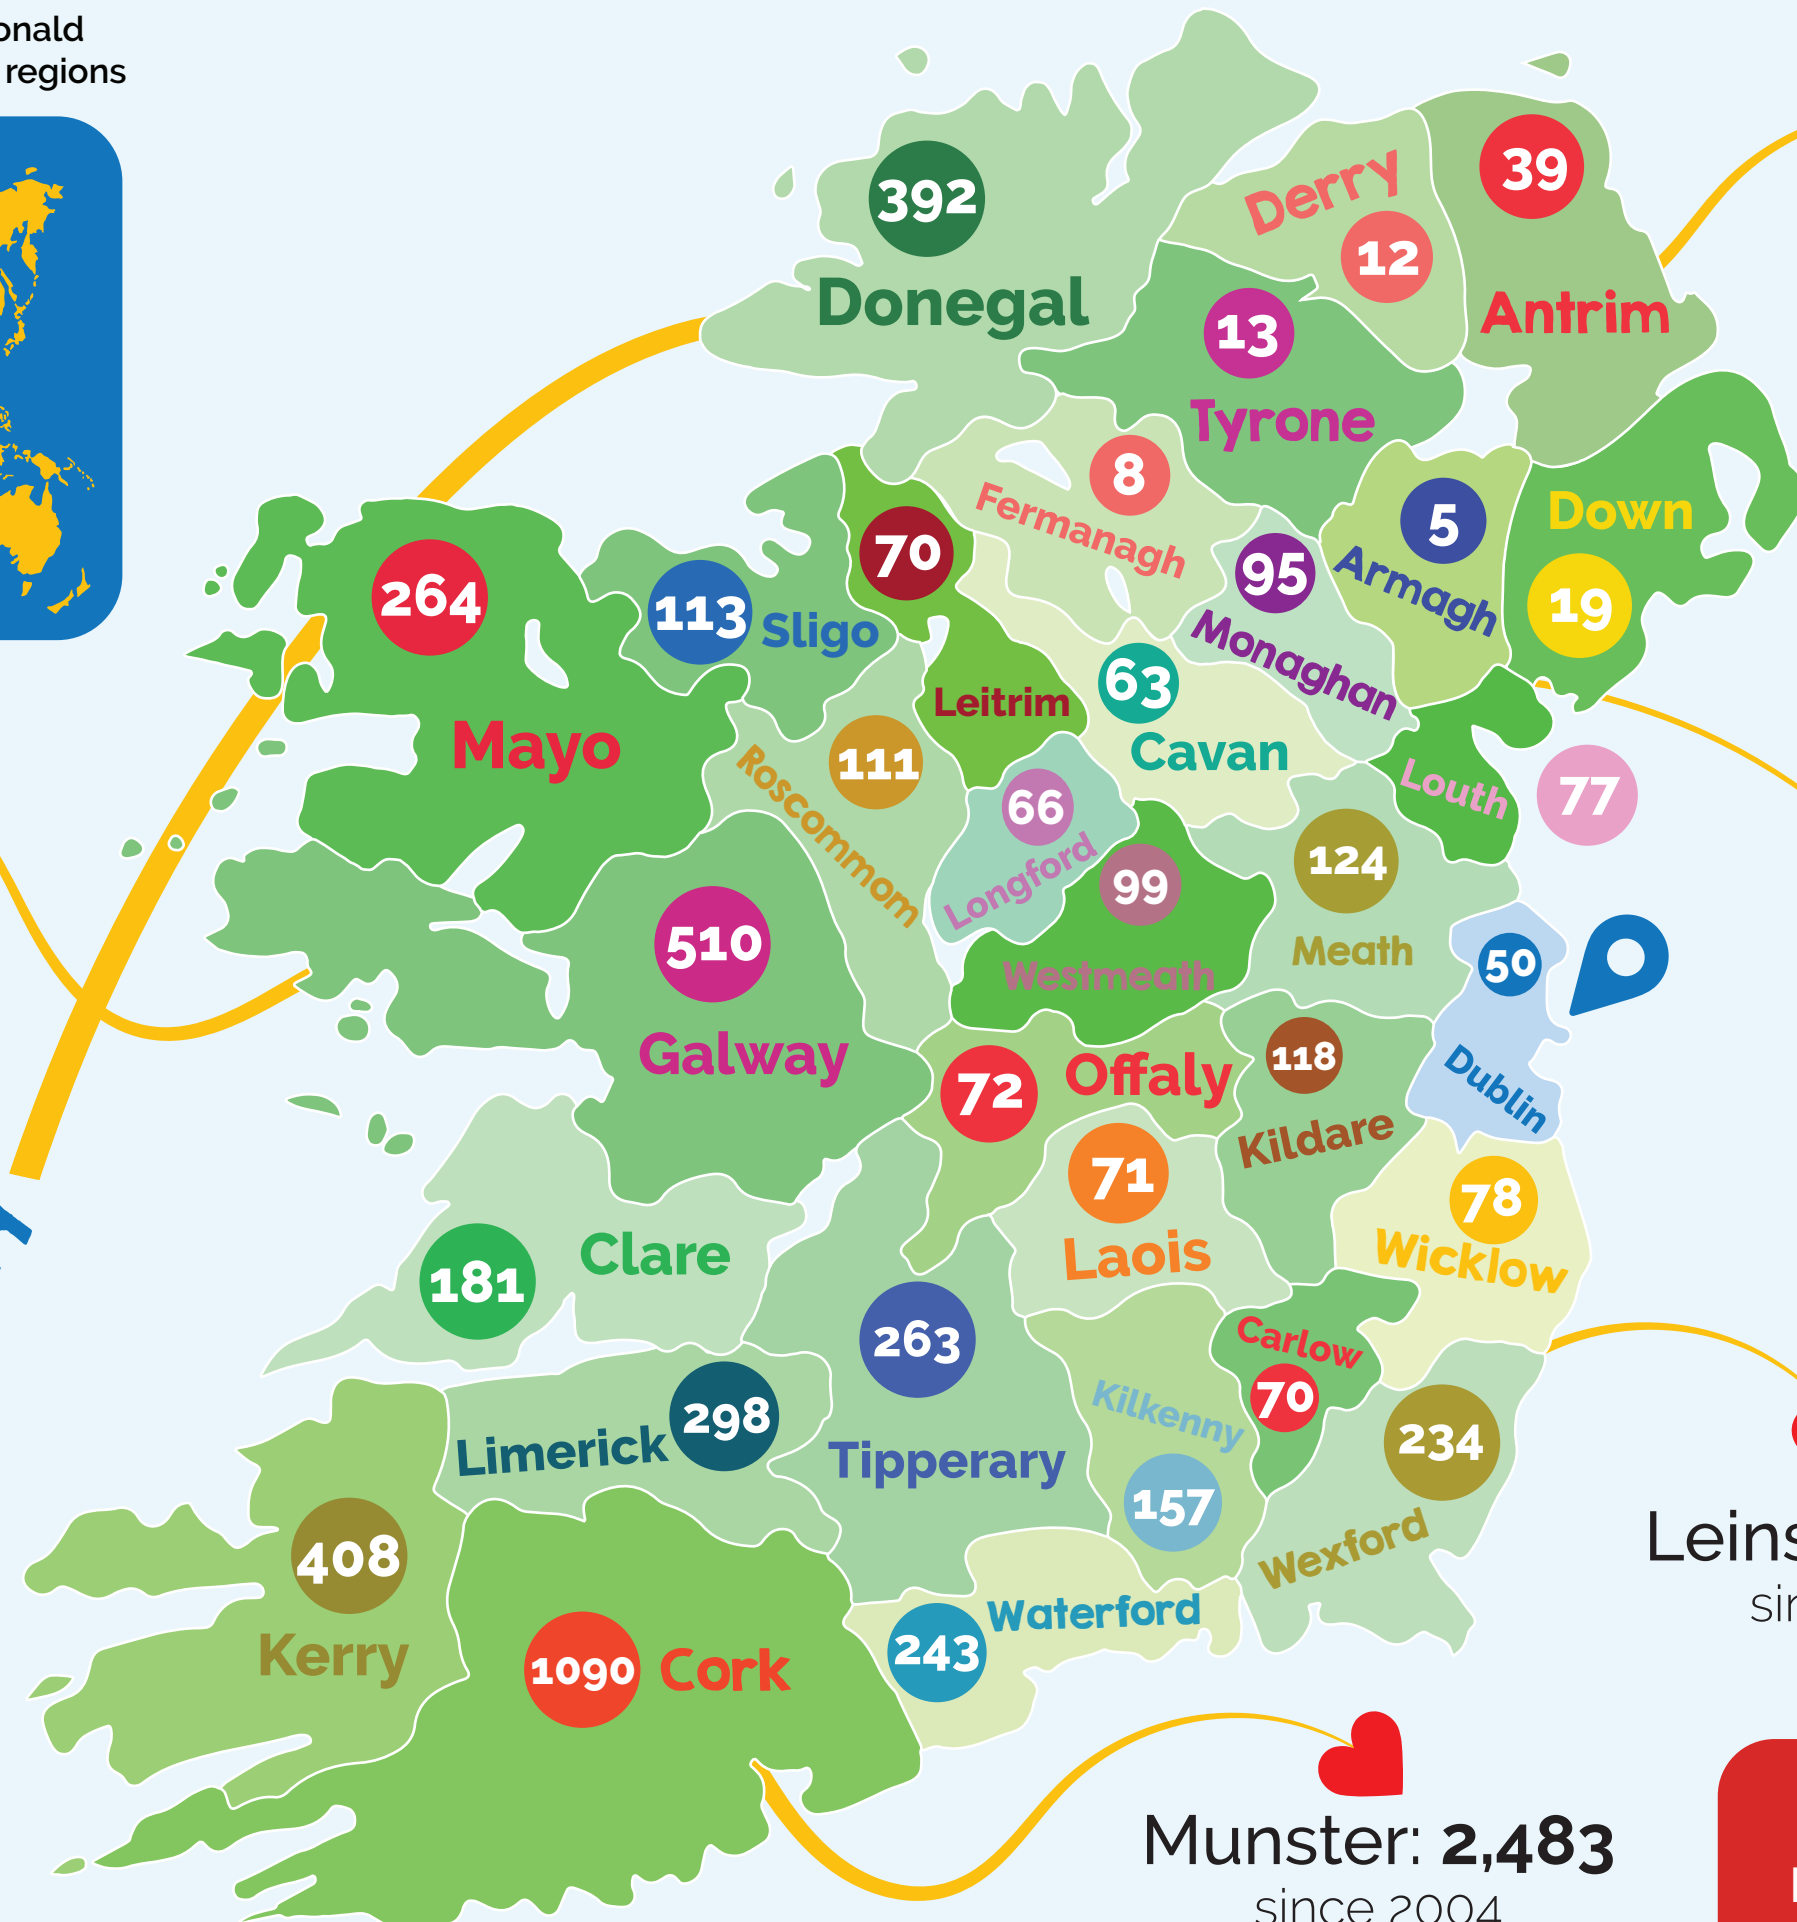 onald
regions
392
Donegal
Derry
12
39
Antrim
13
Tyrone
8
Fermanagh
95
Monaghan
5
Armagh
Down
19
264
Mayo
113 Sligo
70
Leitrim
63
Cavan
Louth
77
111
Roscommom
66
Longford
99
Westmeath
124
Meath
50
Dublin
510
Galway
72
Offaly
118
Kildare
71
Laois
78
Wicklow
181
Clare
263
Tipperary
Carlow
70
Kilkenny
157
234
Wexford
Limerick 298
408
Kerry
1090 Cork
243 Waterford
Munster: 2,483
since 2004
Leins